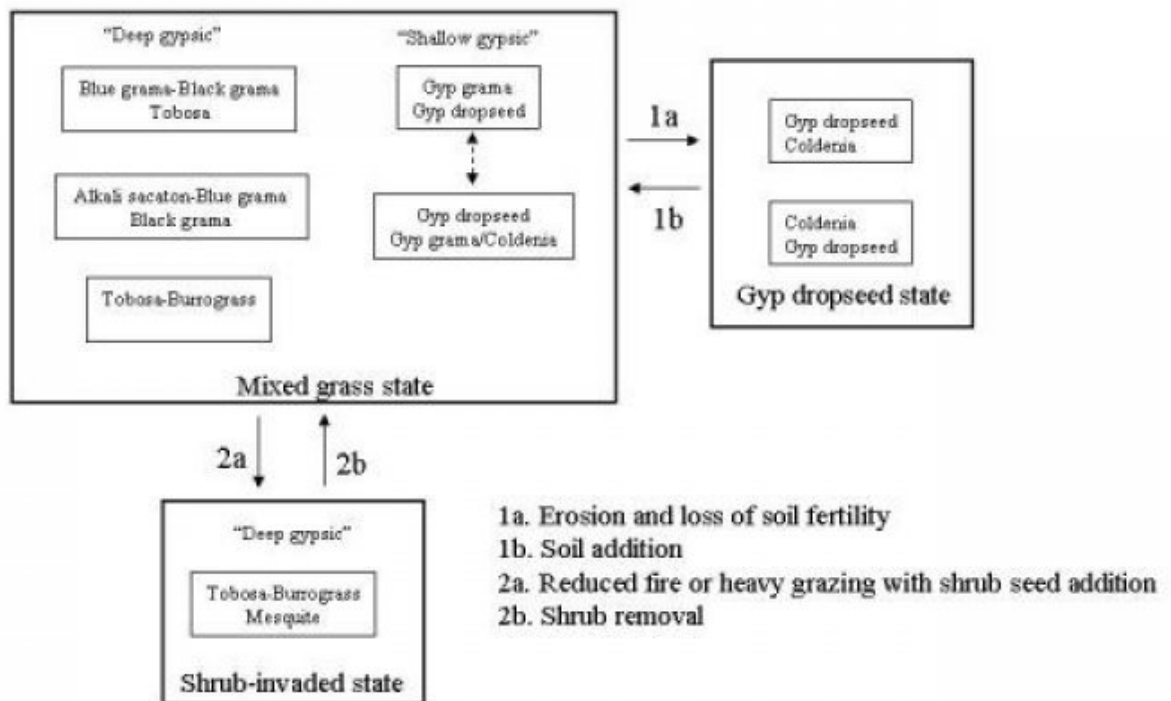 "Deep gypsic"
Blue grama-Black grama
Tobosa
Alkali sacaton-Blue grama
Black grama
Tobosa-Burrograss
"Shallow gypsic"
Gyp grama
Gyp dropseed
Gyp dropseed
Gyp grama/Coldenia
Mixed grass state
1a
1b
Gyp dropseed
Coldenia
Coldenia
Gyp dropseed
Gyp dropseed state
2a
2b
"Deep gypsic"
Tobosa-Burrograss
Mesquite
Shrub-invaded state
1a. Erosion and loss of soil fertility
1b. Soil addition
2a. Reduced fire or heavy grazing with shrub seed addition
2b. Shrub removal